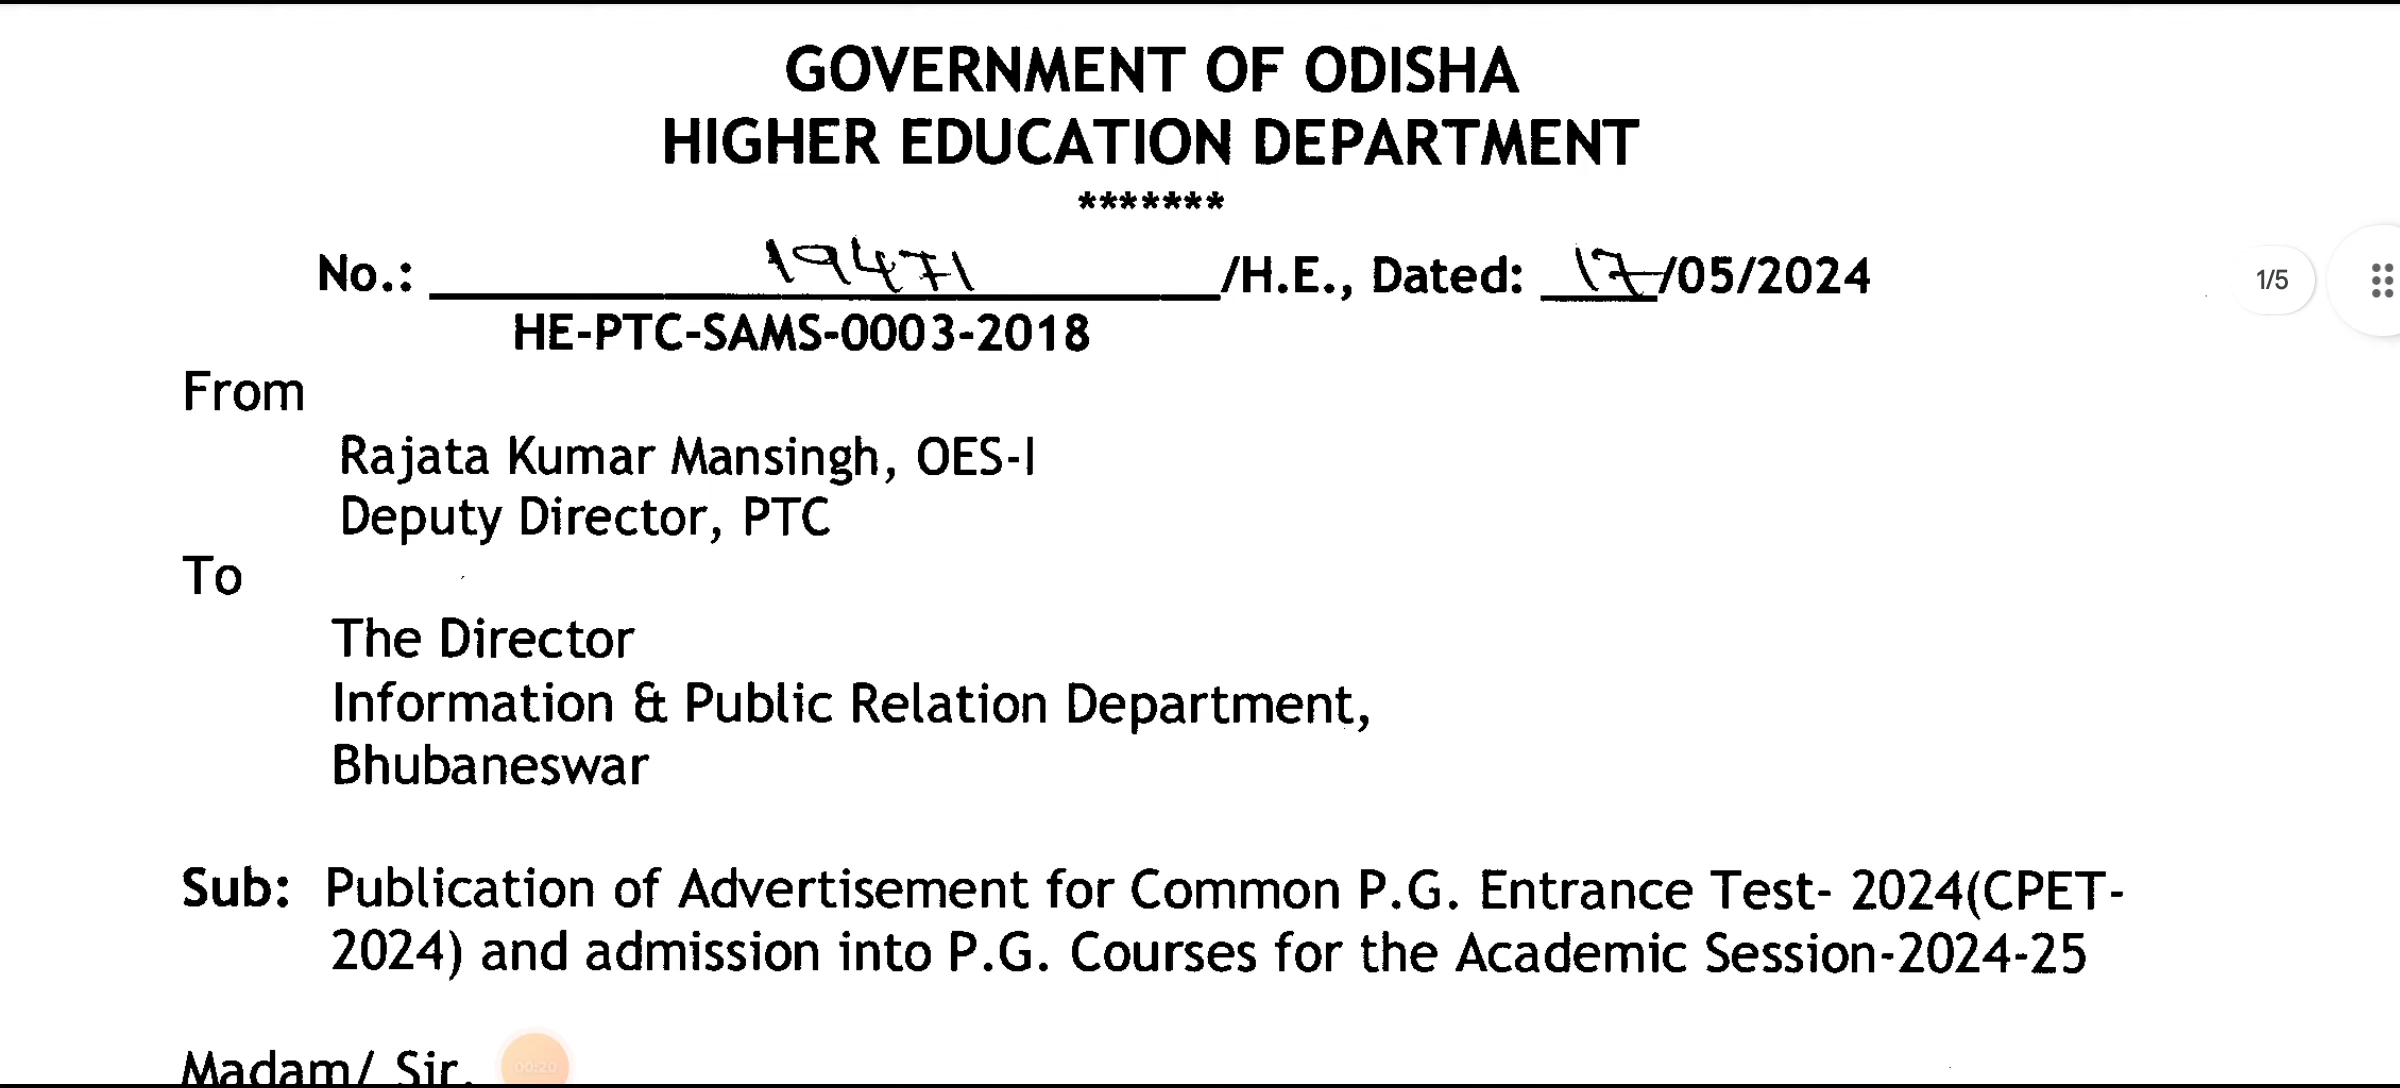 GOVERNMENT OF ODISHA
HIGHER EDUCATION DEPARTMENT
*******
No.: 19471 /H.E., Dated: 17/05/2024
HE-PTC-SAMS-0003-2018
1/5
From
Rajata Kumar Mansingh, OES-I
Deputy Director, PTC
To
The Director
Information & Public Relation Department,
Bhubaneswar
Sub: Publication of Advertisement for Common P.G. Entrance Test- 2024(CPET-
2024) and admission into P.G. Courses for the Academic Session-2024-25
Madam/ Sir,
00:20